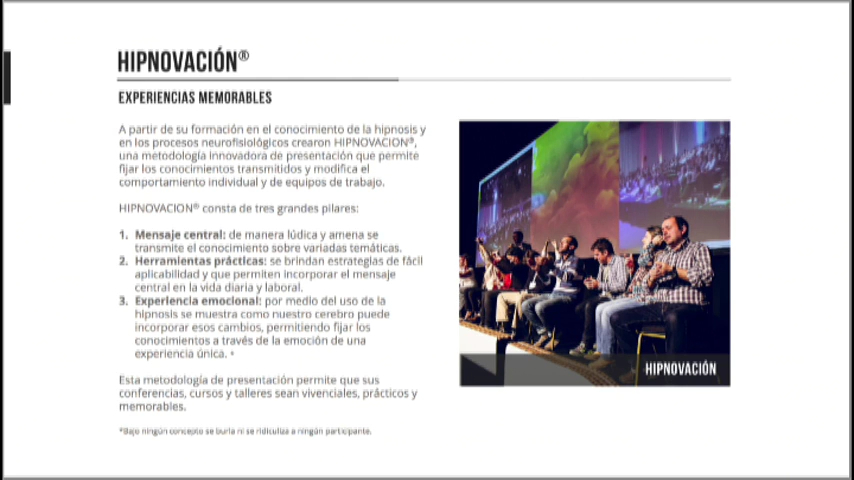 HIPNOVACIÓN®
EXPERIENCIAS MEMORABLES
A partir de su formación en el conocimiento de la hipnosis y
en los procesos neurofisiológicos crearon HIPNOVACION®,
una metodología innovadora de presentación que permite
fijar los conocimientos transmitidos y modifica el
comportamiento individual y de equipos de trabajo.
HIPNOVACION® consta de tres grandes pilares:
1. Mensaje central: de manera lúdica y amena se
transmite el conocimiento sobre variadas temáticas.
2. Herramientas prácticas: se brindan estrategias de fácil
aplicabilidad y que permiten incorporar el mensaje
central en la vida diaria y laboral.
3. Experiencia emocional: por medio del uso de la
hipnosis se muestra como nuestro cerebro puede
incorporar esos cambios, permitiendo fijar los
conocimientos a través de la emoción de una
experiencia única. *
Esta metodología de presentación permite que sus
conferencias, cursos y talleres sean vivenciales, prácticos y
memorables.
*Bajo ningún concepto se burla ni se ridiculiza a ningún participante.
HIPNOVACIÓN